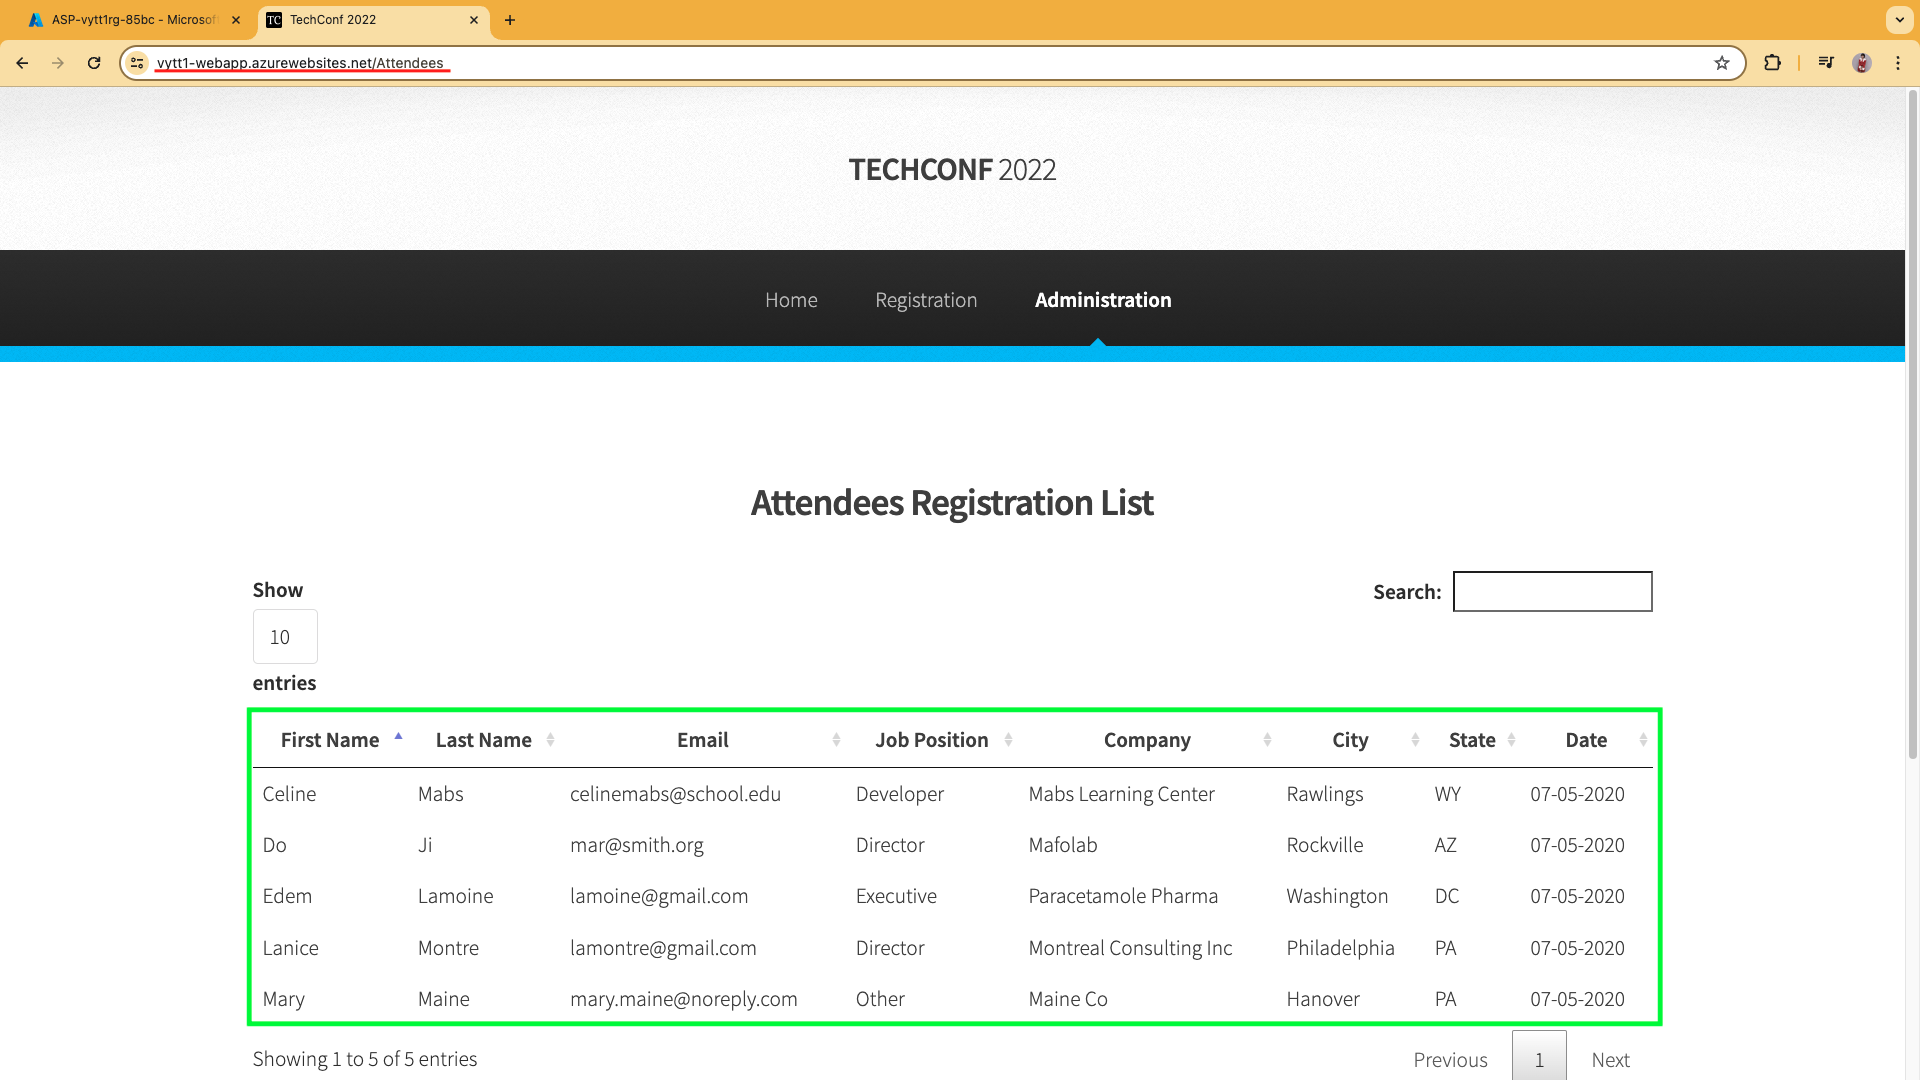 ASP-vytt1rg-85bc - Microsof
TechConf 2022
vytt1-webapp.azurewebsites.net/Attendees
TECHCONF 2022
Home Registration Administration
Attendees Registration List
Show
10
entries
Search:
First Name Last Name Email Job Position Company City State Date
Celine Mabs celinemabs@school.edu Developer Mabs Learning Center Rawlings WY 07-05-2020
Do Ji mar@smith.org Director Mafolab Rockville AZ 07-05-2020
Edem Lamoine lamoine@gmail.com Executive Paracetamole Pharma Washington DC 07-05-2020
Lanice Montre lamontre@gmail.com Director Montreal Consulting Inc Philadelphia PA 07-05-2020
Mary Maine mary.maine@noreply.com Other Maine Co Hanover PA 07-05-2020
Showing 1 to 5 of 5 entries
Previous 1 Next